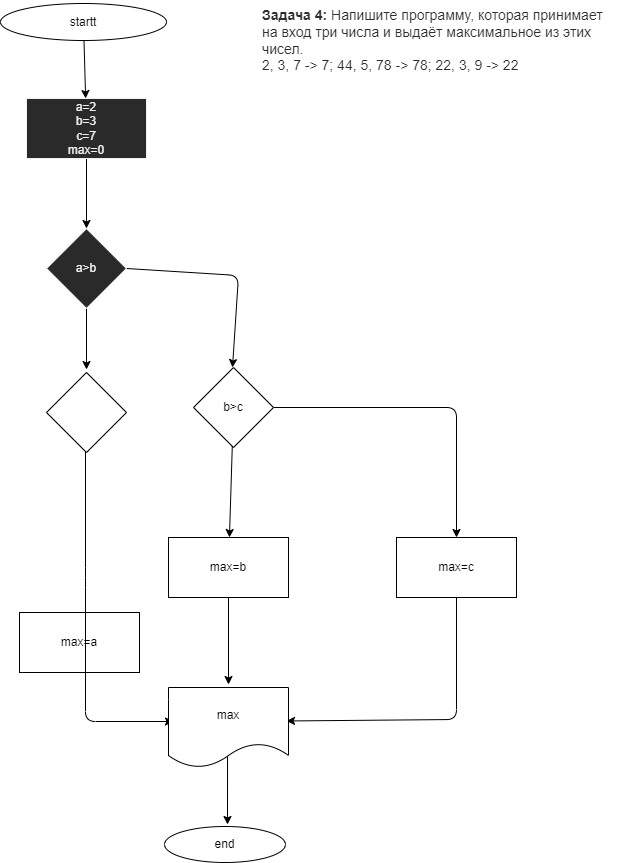 startt
Задача 4: Напишите программу, которая принимает
на вход три числа и выдаёт максимальное из этих
чисел.
2, 3, 7 -> 7; 44, 5, 78 -> 78; 22, 3, 9 -> 22
a=2
b=3
c=7
max=0
a>b
b>c
max=b
max=c
max=a
max
end